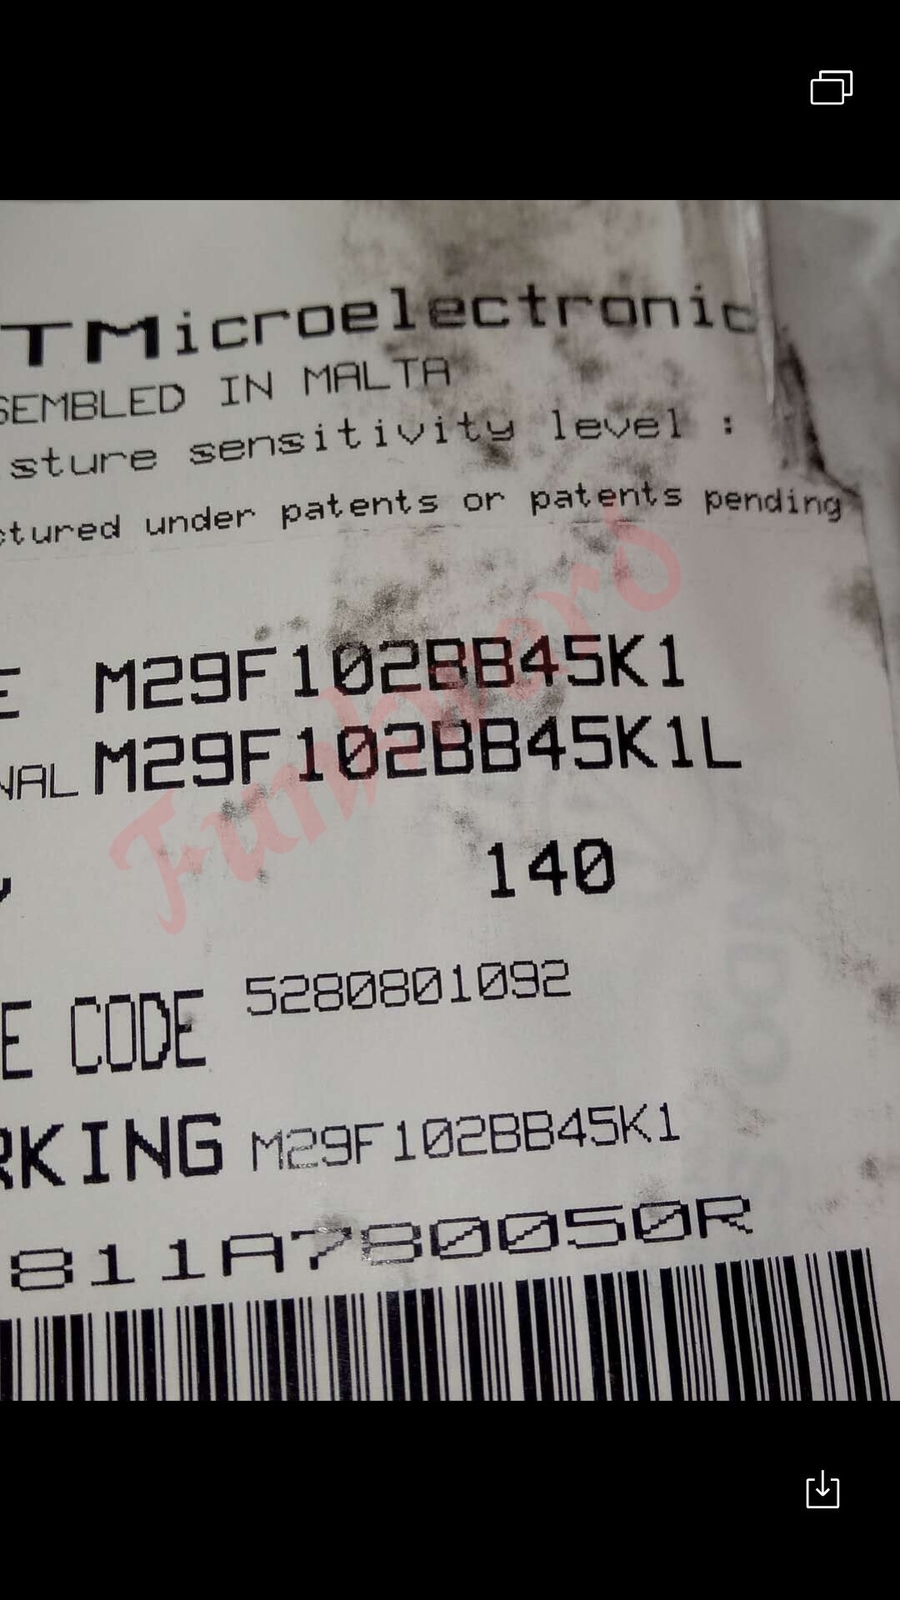 TMicroelectronic
SEMBLED IN MALTA
sture sensitivity level :
ctured under patents or patents pending
E M29F102BB45K1
NAL M29F102BB45K1L
140
E CODE 5280801092
RKING M29F102BB45K1
811A780050R
Funkwaro